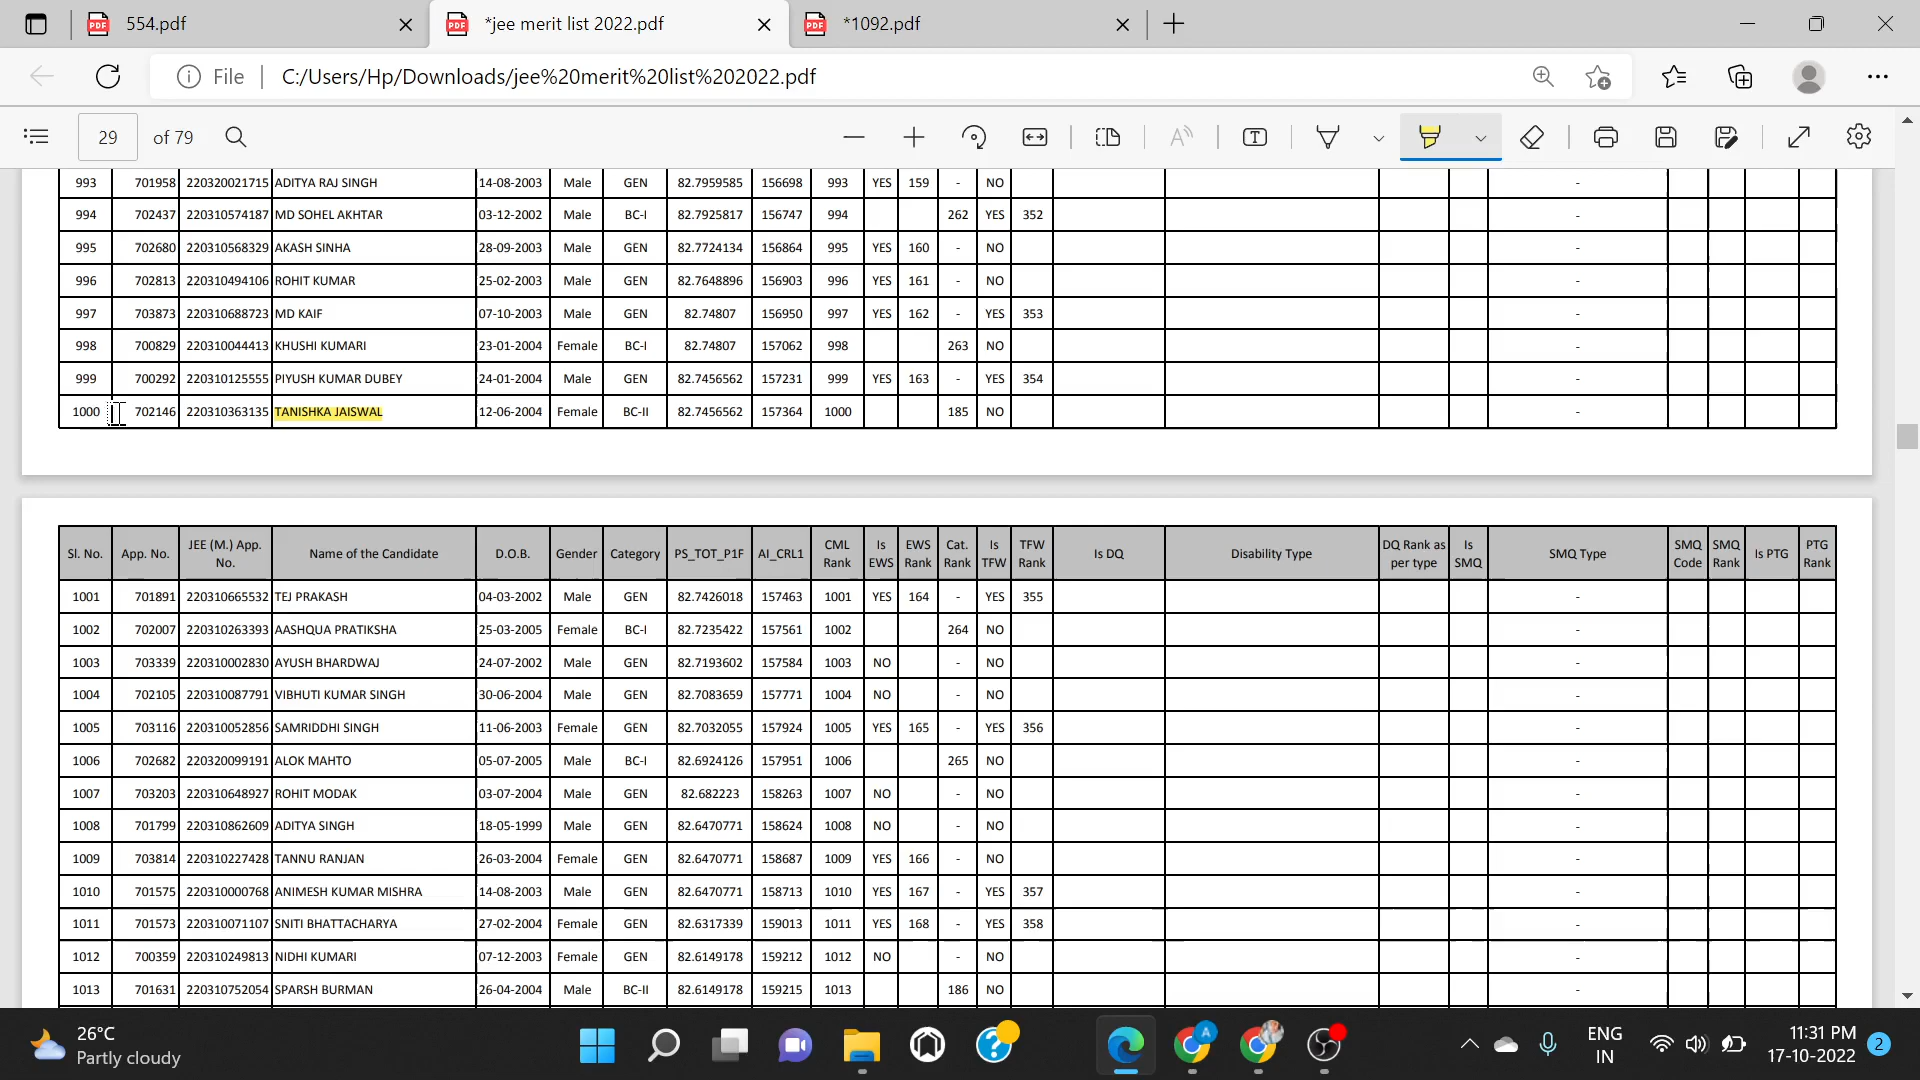 554.pdf *jee merit list 2022.pdf *1092.pdf
File C:/Users/Hp/Downloads/jee%20merit%20list%202022.pdf
29 of 79
993 701958 220320021715 ADITYA RAJ SINGH 14-08-2003 Male GEN 82.7959585 156698 993 YES 159 - NO -
994 702437 220310574187 MD SOHEL AKHTAR 03-12-2002 Male BC-I 82.7925817 156747 994 262 YES 352 -
995 702680 220310568329 AKASH SINHA 28-09-2003 Male GEN 82.7724134 156864 995 YES 160 - NO -
996 702813 220310494106 ROHIT KUMAR 25-02-2003 Male GEN 82.7648896 156903 996 YES 161 - NO -
997 703873 220310688723 MD KAIF 07-10-2003 Male GEN 82.74807 156950 997 YES 162 - YES 353 -
998 700829 220310044413 KHUSHI KUMARI 23-01-2004 Female BC-I 82.74807 157062 998 263 NO -
999 700292 220310125555 PIYUSH KUMAR DUBEY 24-01-2004 Male GEN 82.7456562 157231 999 YES 163 - YES 354 -
1000 702146 220310363135 TANISHKA JAISWAL 12-06-2004 Female BC-II 82.7456562 157364 1000 185 NO -
Sl. No. App. No. JEE (M.) App. No. Name of the Candidate D.O.B. Gender Category PS_TOT_P1F AI_CRL1 CML Rank Is EWS EWS Rank Cat. Rank Is TFW TFW Rank Is DQ Disability Type DQ Rank as per type Is SMQ SMQ Type SMQ Code SMQ Rank Is PTG PTG Rank
1001 701891 220310665532 TEJ PRAKASH 04-03-2002 Male GEN 82.7426018 157463 1001 YES 164 - YES 355 -
1002 702007 220310263393 AASHQUA PRATIKSHA 25-03-2005 Female BC-I 82.7235422 157561 1002 264 NO -
1003 703339 220310002830 AYUSH BHARDWAJ 24-07-2002 Male GEN 82.7193602 157584 1003 NO - NO -
1004 702105 220310087791 VIBHUTI KUMAR SINGH 30-06-2004 Male GEN 82.7083659 157771 1004 NO - NO -
1005 703116 220310052856 SAMRIDDHI SINGH 11-06-2003 Female GEN 82.7032055 157924 1005 YES 165 - YES 356 -
1006 702682 220320099191 ALOK MAHTO 05-07-2005 Male BC-I 82.6924126 157951 1006 265 NO -
1007 703203 220310648927 ROHIT MODAK 03-07-2004 Male GEN 82.682223 158263 1007 NO - NO -
1008 701799 220310862609 ADITYA SINGH 18-05-1999 Male GEN 82.6470771 158624 1008 NO - NO -
1009 703814 220310227428 TANNU RANJAN 26-03-2004 Female GEN 82.6470771 158687 1009 YES 166 - NO -
1010 701575 220310000768 ANIMESH KUMAR MISHRA 14-08-2003 Male GEN 82.6470771 158713 1010 YES 167 - YES 357 -
1011 701573 220310071107 SNITI BHATTACHARYA 27-02-2004 Female GEN 82.6317339 159013 1011 YES 168 - YES 358 -
1012 700359 220310249813 NIDHI KUMARI 07-12-2003 Female GEN 82.6149178 159212 1012 NO - NO -
1013 701631 220310752054 SPARSH BURMAN 26-04-2004 Male BC-II 82.6149178 159215 1013 186 NO -
26°C
Partly cloudy
ENG
IN
11:31 PM
17-10-2022
2